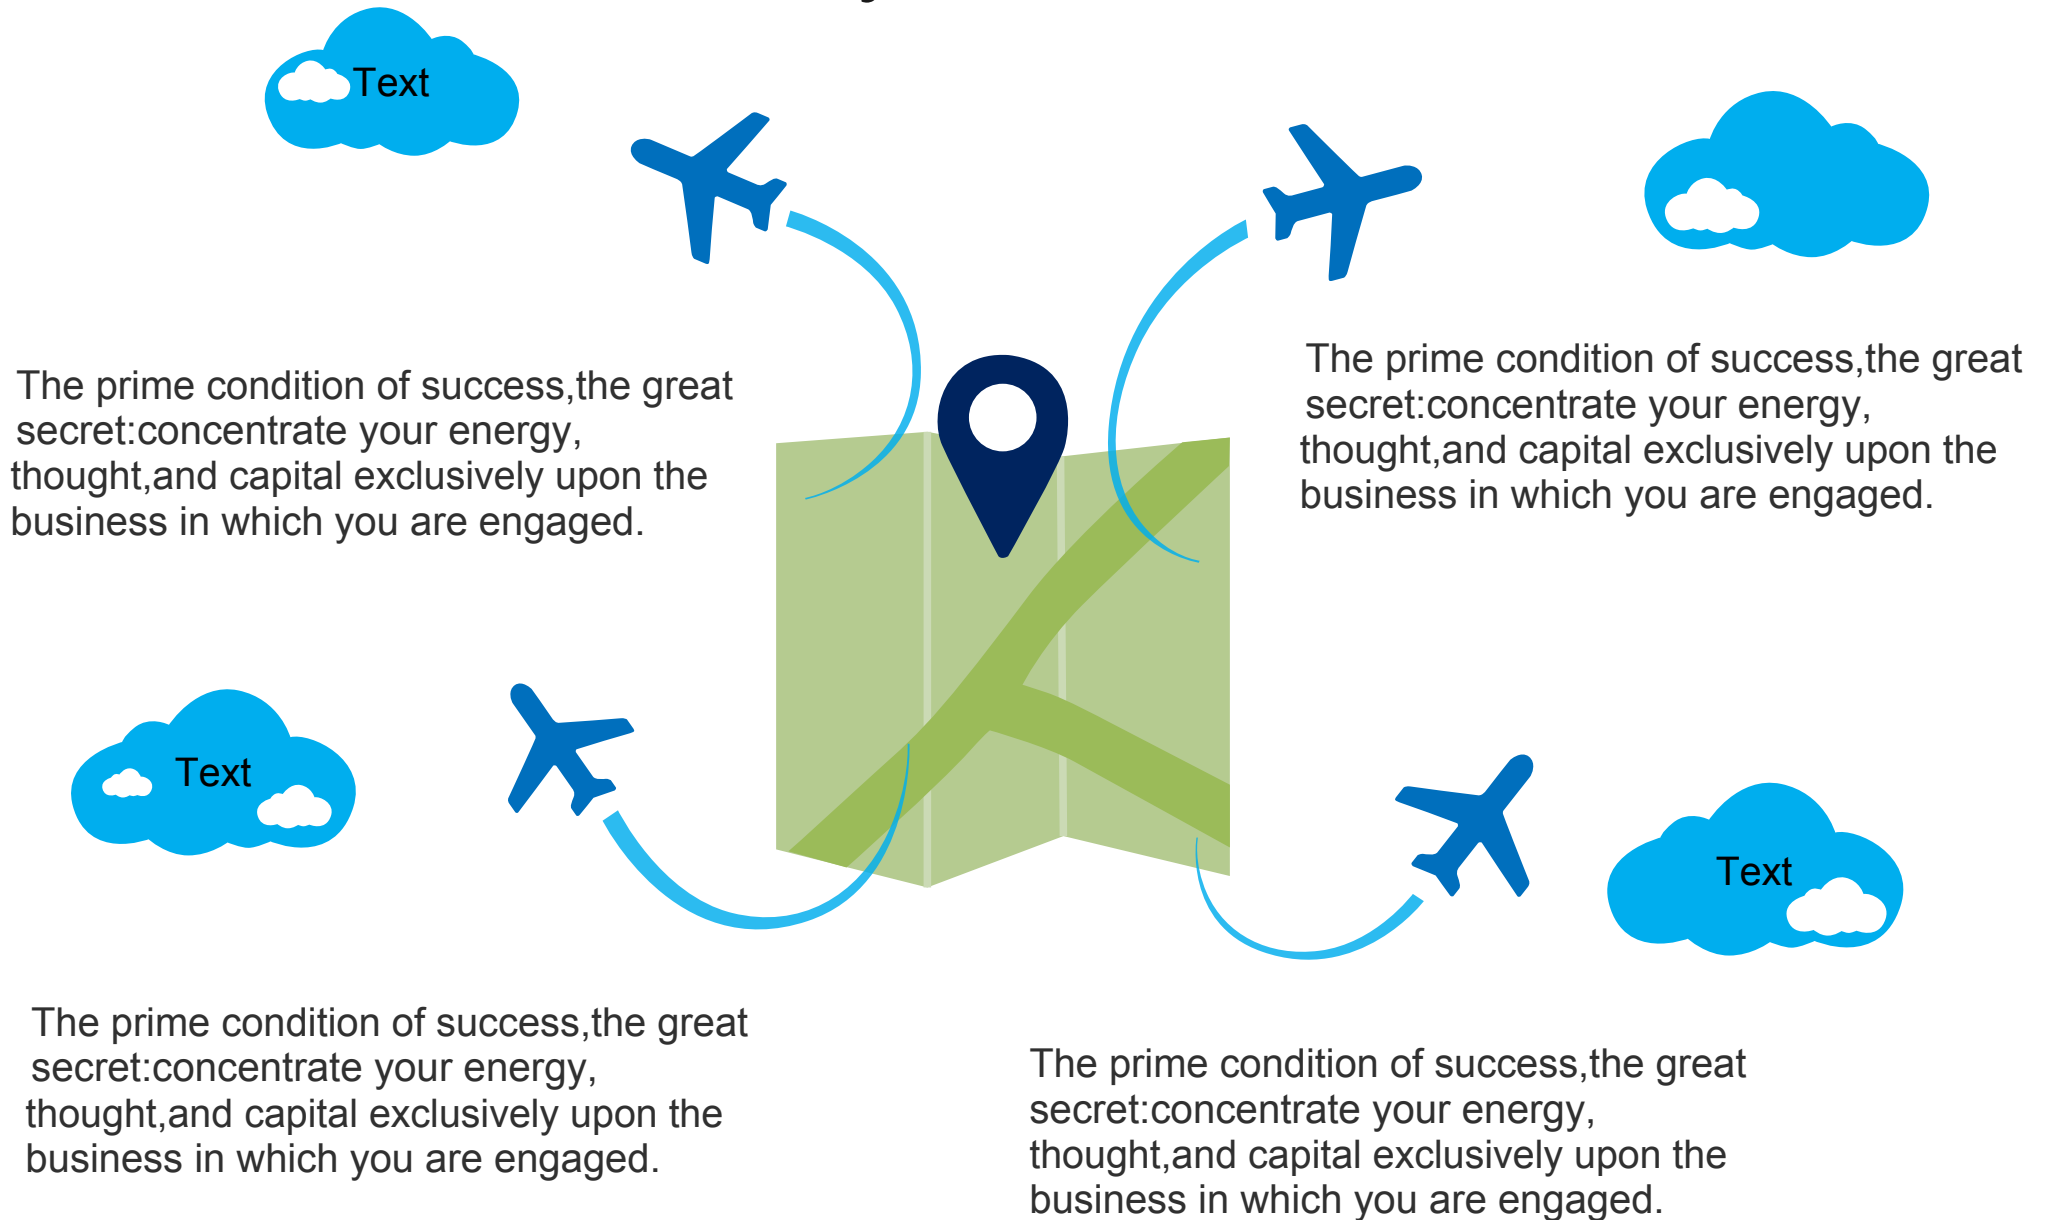 Text
The prime condition of success,the great
secret:concentrate your energy,
thought,and capital exclusively upon the
business in which you are engaged.
The prime condition of success,the great
secret:concentrate your energy,
thought,and capital exclusively upon the
business in which you are engaged.
Text
Text
The prime condition of success,the great
secret:concentrate your energy,
thought,and capital exclusively upon the
business in which you are engaged.
The prime condition of success,the great
secret:concentrate your energy,
thought,and capital exclusively upon the
business in which you are engaged.